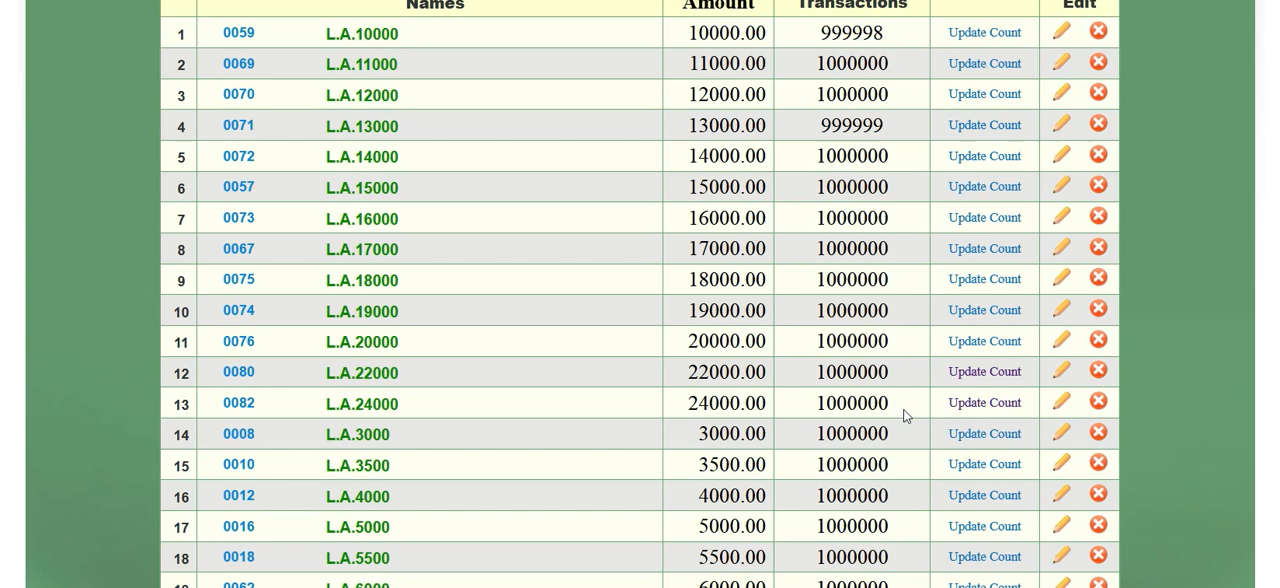 Names Amount Transactions Edit
1 0059 L.A.10000 10000.00 999998 Update Count
2 0069 L.A.11000 11000.00 1000000 Update Count
3 0070 L.A.12000 12000.00 1000000 Update Count
4 0071 L.A.13000 13000.00 999999 Update Count
5 0072 L.A.14000 14000.00 1000000 Update Count
6 0057 L.A.15000 15000.00 1000000 Update Count
7 0073 L.A.16000 16000.00 1000000 Update Count
8 0067 L.A.17000 17000.00 1000000 Update Count
9 0075 L.A.18000 18000.00 1000000 Update Count
10 0074 L.A.19000 19000.00 1000000 Update Count
11 0076 L.A.20000 20000.00 1000000 Update Count
12 0080 L.A.22000 22000.00 1000000 Update Count
13 0082 L.A.24000 24000.00 1000000 Update Count
14 0008 L.A.3000 3000.00 1000000 Update Count
15 0010 L.A.3500 3500.00 1000000 Update Count
16 0012 L.A.4000 4000.00 1000000 Update Count
17 0016 L.A.5000 5000.00 1000000 Update Count
18 0018 L.A.5500 5500.00 1000000 Update Count
0062 L.A.6000 6000.00 1000000 Update Count